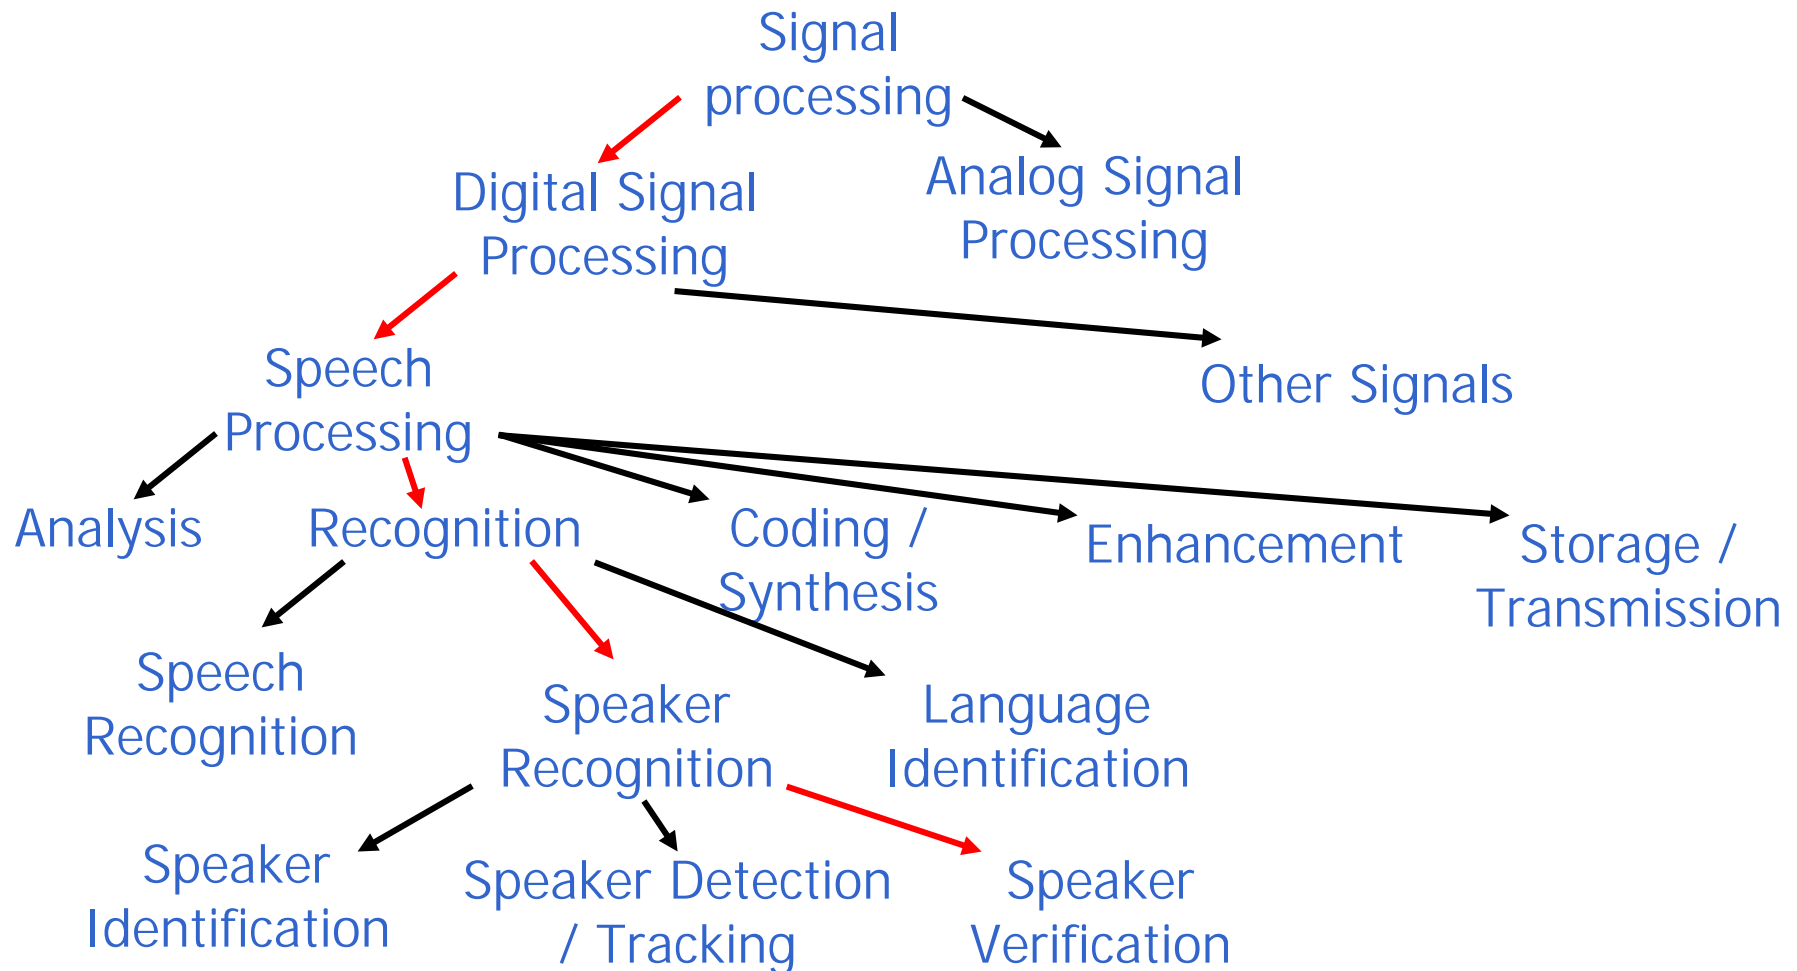 Signal
processing
Digital Signal
Processing
Analog Signal
Processing
Speech
Processing
Other Signals
Analysis
Recognition
Coding /
Synthesis
Enhancement
Storage /
Transmission
Speech
Recognition
Speaker
Recognition
Language
Identification
Speaker
Identification
Speaker Detection
/ Tracking
Speaker
Verification